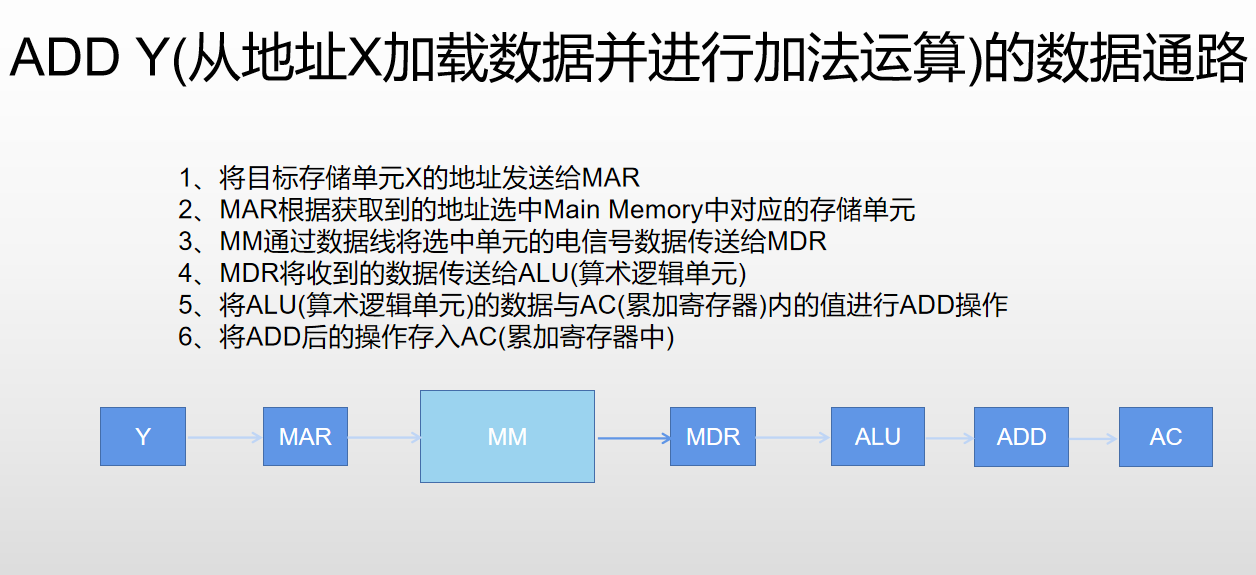 ADD Y(从地址X加载数据并进行加法运算)的数据通路
1、将目标存储单元X的地址发送给MAR
2、MAR根据获取到的地址选中Main Memory中对应的存储单元
3、MM通过数据线将选中单元的电信号数据传送给MDR
4、MDR将收到的数据传送给ALU(算术逻辑单元)
5、将ALU(算术逻辑单元)的数据与AC(累加寄存器)内的值进行ADD操作
6、将ADD后的操作存入AC(累加寄存器中)
Y MAR MM MDR ALU ADD AC